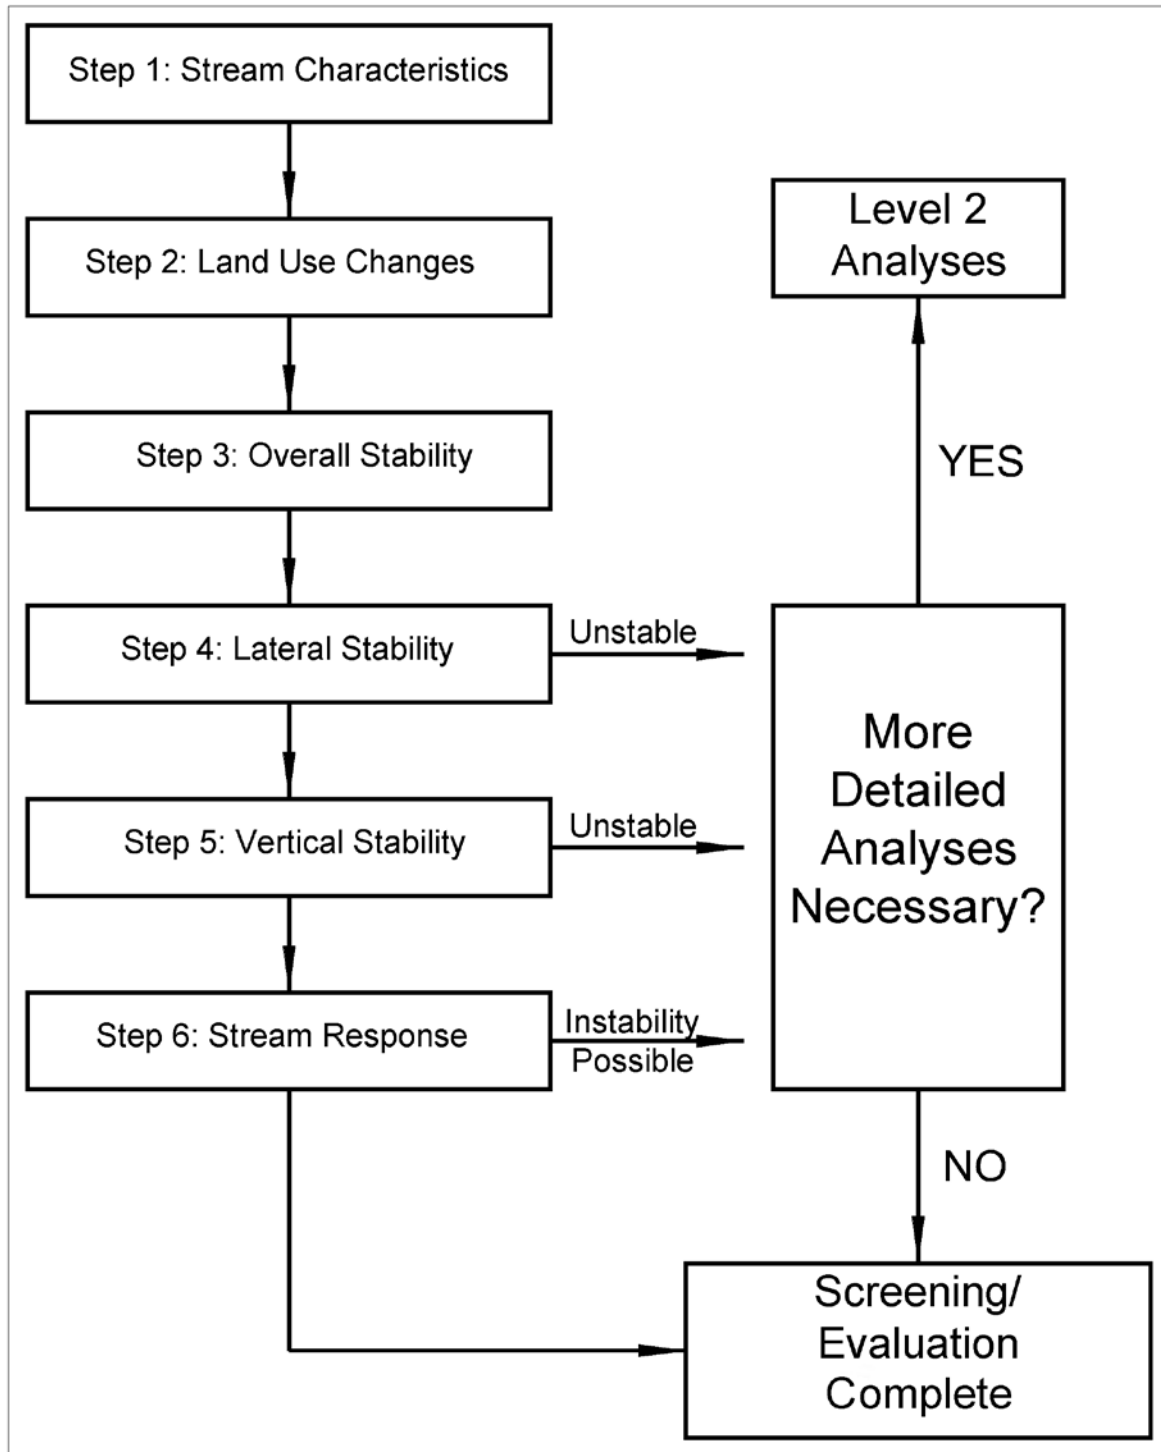 Step 1: Stream Characteristics
Step 2: Land Use Changes
Step 3: Overall Stability
Step 4: Lateral Stability
Unstable
Step 5: Vertical Stability
Unstable
Step 6: Stream Response
Instability
Possible
Level 2
Analyses
YES
More
Detailed
Analyses
Necessary?
NO
Screening/
Evaluation
Complete